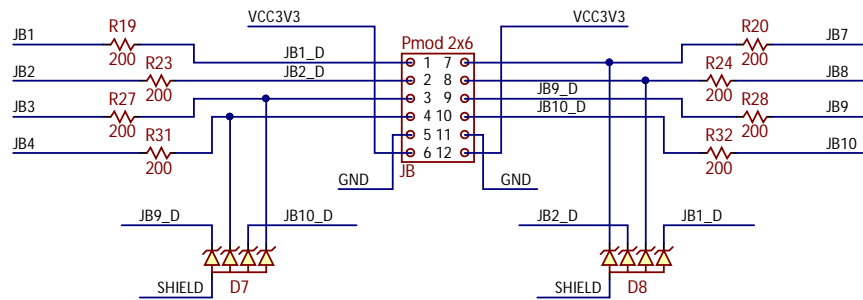 VCC3V3 VCC3V3
JB1 R19 Pmod 2x6 R20 JB7
200 JB1_D 1 7 200
JB2 R23 JB2_D 2 8 R24 JB8
200 200
JB3 R27 3 9 JB9_D R28 JB9
200 4 10 JB10_D 200
JB4 R31 5 11 R32 JB10
200 6 12 200
GND JB GND
JB9_D JB10_D JB2_D JB1_D
SHIELD D7 SHIELD D8